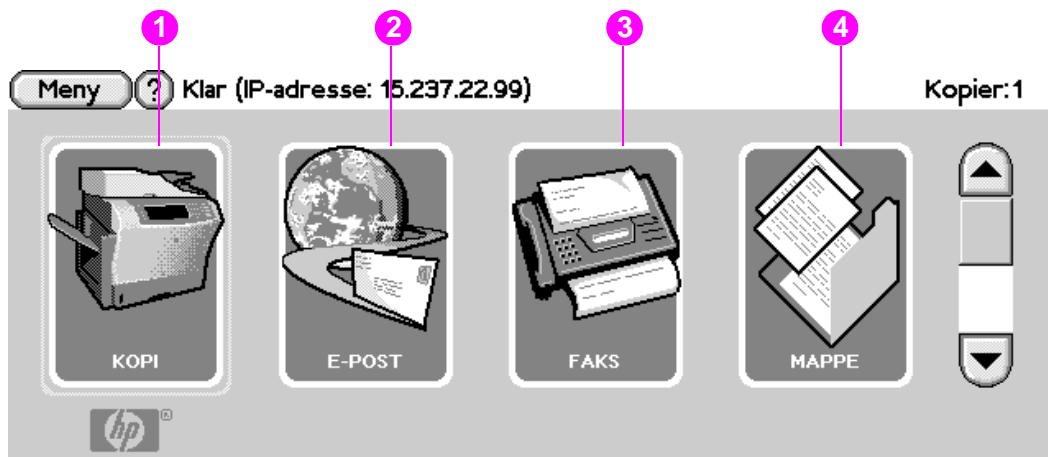 1 2 3 4
Meny ? Klar (IP-adresse: 15.237.22.99) Kopier:1
KOPI E-POST FAKS MAPPE
hp®